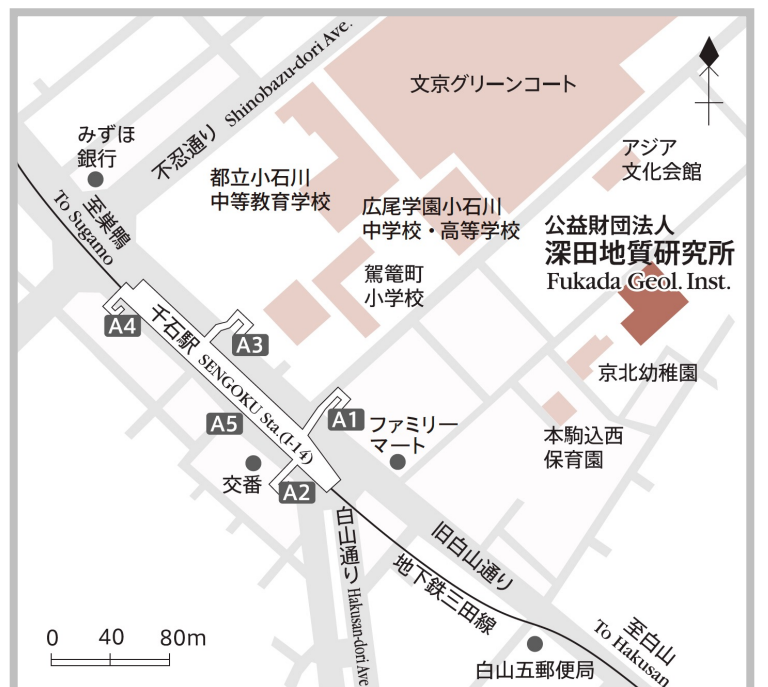 文京グリーンコート
不忍通り Shinobazu-dori Ave.
みずほ
銀行
アジア
文化会館
都立小石川
中等教育学校
広尾学園小石川
中学校・高等学校
公益財団法人
深田地質研究所
Fukada Geol. Inst.
至巣鴨
To Sugamo
駕篭町
小学校
A4
千石駅 SENGOKU Sta.(I-14)
A3
京北幼稚園
A5
A1
ファミリー
マート
本駒込西
保育園
交番
A2
白山通り Hakusan-dori Ave
旧白山通り
地下鉄三田線
至白山
To Hakusan
0 40 80m
白山五郵便局